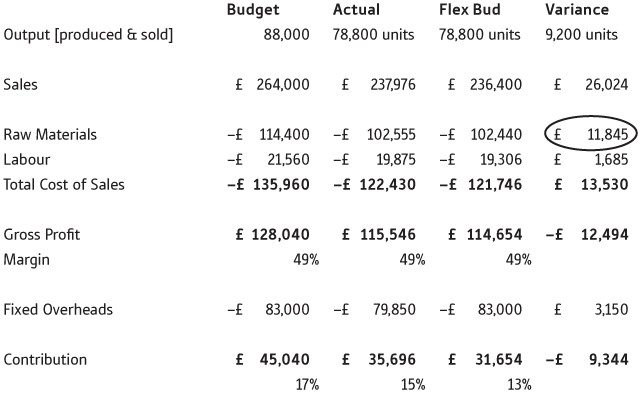 Budget Actual Flex Bud Variance
Output [produced & sold] 88,000 78,800 units 78,800 units 9,200 units
Sales £ 264,000 £ 237,976 £ 236,400 £ 26,024
Raw Materials –£ 114,400 –£ 102,555 –£ 102,440 £ 11,845
Labour –£ 21,560 –£ 19,875 –£ 19,306 £ 1,685
Total Cost of Sales –£ 135,960 –£ 122,430 –£ 121,746 £ 13,530
Gross Profit £ 128,040 £ 115,546 £ 114,654 –£ 12,494
Margin 49% 49% 49%
Fixed Overheads –£ 83,000 –£ 79,850 –£ 83,000 £ 3,150
Contribution £ 45,040 £ 35,696 £ 31,654 –£ 9,344
17% 15% 13%